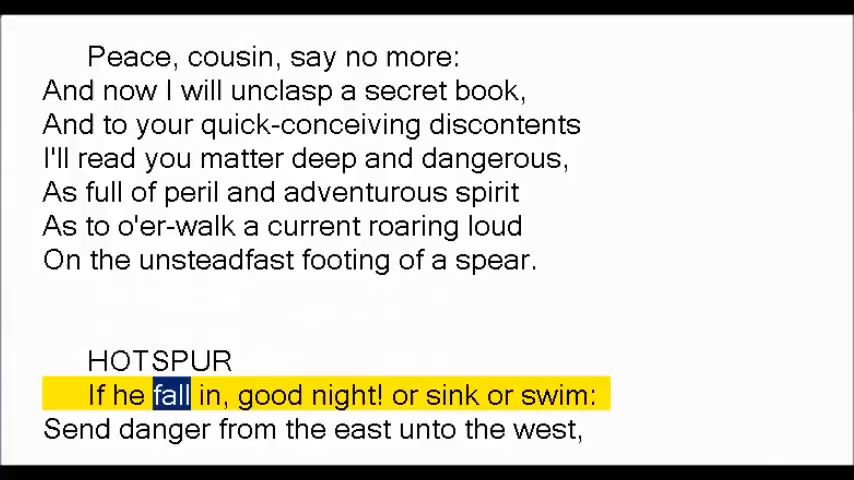 Peace, cousin, say no more:
And now I will unclasp a secret book,
And to your quick-conceiving discontents
I'll read you matter deep and dangerous,
As full of peril and adventurous spirit
As to o'er-walk a current roaring loud
On the unsteadfast footing of a spear.
HOTSPUR
If he fall in, good night! or sink or swim:
Send danger from the east unto the west,